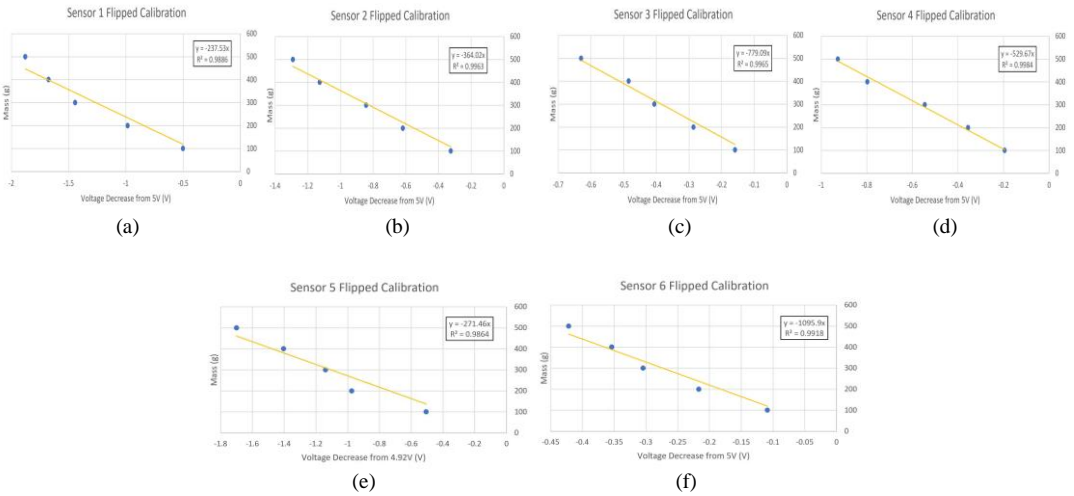 Sensor 1 Flipped Calibration
600
y = -237.53x
R² = 0.9886
500
400
300
200
100
0
Mass (g)
-2 -1.5 -1 -0.5 0
Voltage Decrease from 5V (V)
(a)
Sensor 2 Flipped Calibration
600
y = -364.02x
R² = 0.9963
500
400
300
200
100
0
Mass (g)
-1.4 -1.2 -1 -0.8 -0.6 -0.4 -0.2 0
Voltage Decrease from 5V (V)
(b)
Sensor 3 Flipped Calibration
600
y = -779.09x
R² = 0.9965
500
400
300
200
100
0
Mass (g)
-0.7 -0.6 -0.5 -0.4 -0.3 -0.2 -0.1 0
Voltage Decrease from 5V (V)
(c)
Sensor 4 Flipped Calibration
600
y = -529.67x
R² = 0.9984
500
400
300
200
100
0
Mass (g)
-1 -0.8 -0.6 -0.4 -0.2 0
Voltage Decrease from 5V (V)
(d)
Sensor 5 Flipped Calibration
600
y = -271.46x
R² = 0.9864
500
400
300
200
100
0
Mass (g)
-1.8 -1.6 -1.4 -1.2 -1 -0.8 -0.6 -0.4 -0.2 0
Voltage Decrease from 4.92V (V)
(e)
Sensor 6 Flipped Calibration
600
y = -1095.9x
R² = 0.9918
500
400
300
200
100
0
Mass (g)
-0.45 -0.4 -0.35 -0.3 -0.25 -0.2 -0.15 -0.1 -0.05 0
Voltage Decrease from 5V (V)
(f)